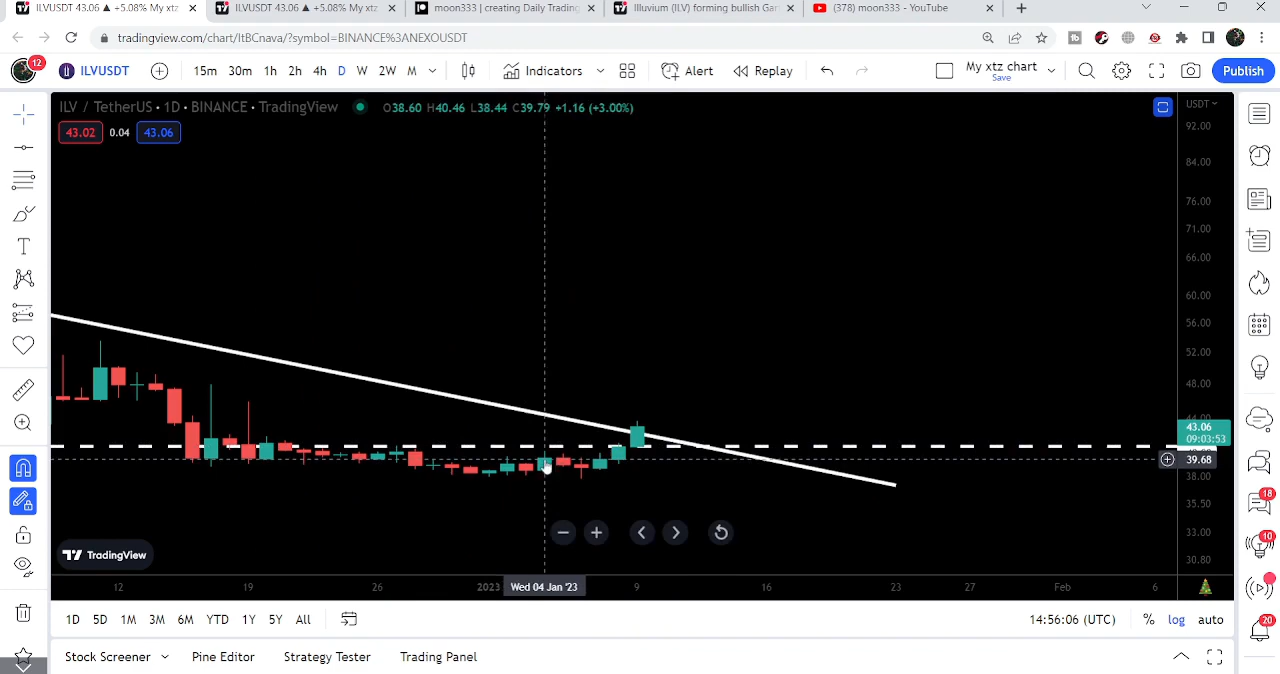 ILVUSDT 43.06 ▲ +5.08% My xtz
ILVUSDT 43.06 ▲ +5.08% My xtz
moon333 | creating Daily Trading
Illuvium (ILV) forming bullish Gar
(378) moon333 - YouTube
tradingview.com/chart/ItBCnava/?symbol=BINANCE%3ANEXOUSDT
12
ILVUSDT
15m 30m 1h 2h 4h D W 2W M
Indicators
Alert
Replay
My xtz chart
Save
Publish
ILV / TetherUS • 1D • BINANCE • TradingView
O38.60 H40.46 L38.44 C39.79 +1.16 (+3.00%)
USDT
43.02 0.04 43.06
92.00
84.00
76.00
71.00
66.00
60.00
56.00
52.00
48.00
44.00
43.06
09:03:53
39.68
38.00
35.50
33.00
30.80
18
10
20
TradingView
12 19 26 2023 Wed 04 Jan '23 9 16 23 27 Feb 6
1D 5D 1M 3M 6M YTD 1Y 5Y All
14:56:06 (UTC) % log auto
Stock Screener Pine Editor Strategy Tester Trading Panel